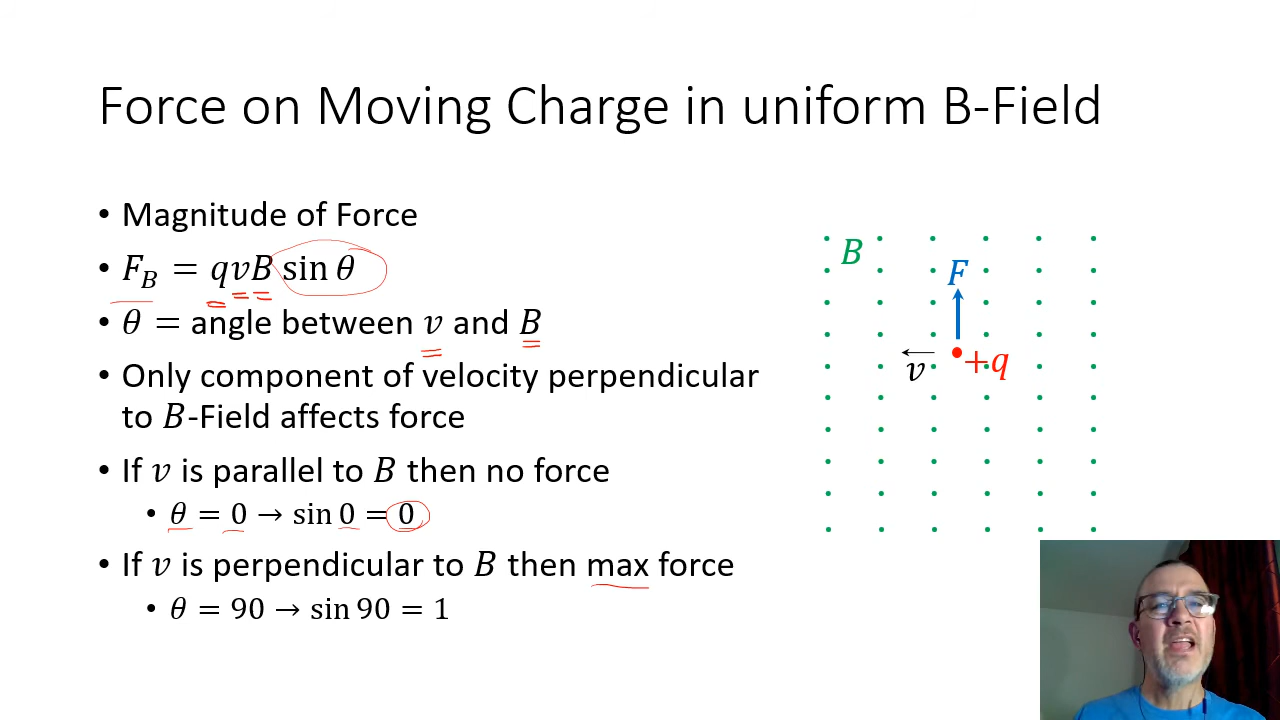 Force on Moving Charge in uniform B-Field
• Magnitude of Force
• F_B = qvB sin θ
• θ = angle between v and B
• Only component of velocity perpendicular
to B-Field affects force
• If v is parallel to B then no force
• θ = 0 → sin 0 = 0
• If v is perpendicular to B then max force
• θ = 90 → sin 90 = 1
B
F
+q
v